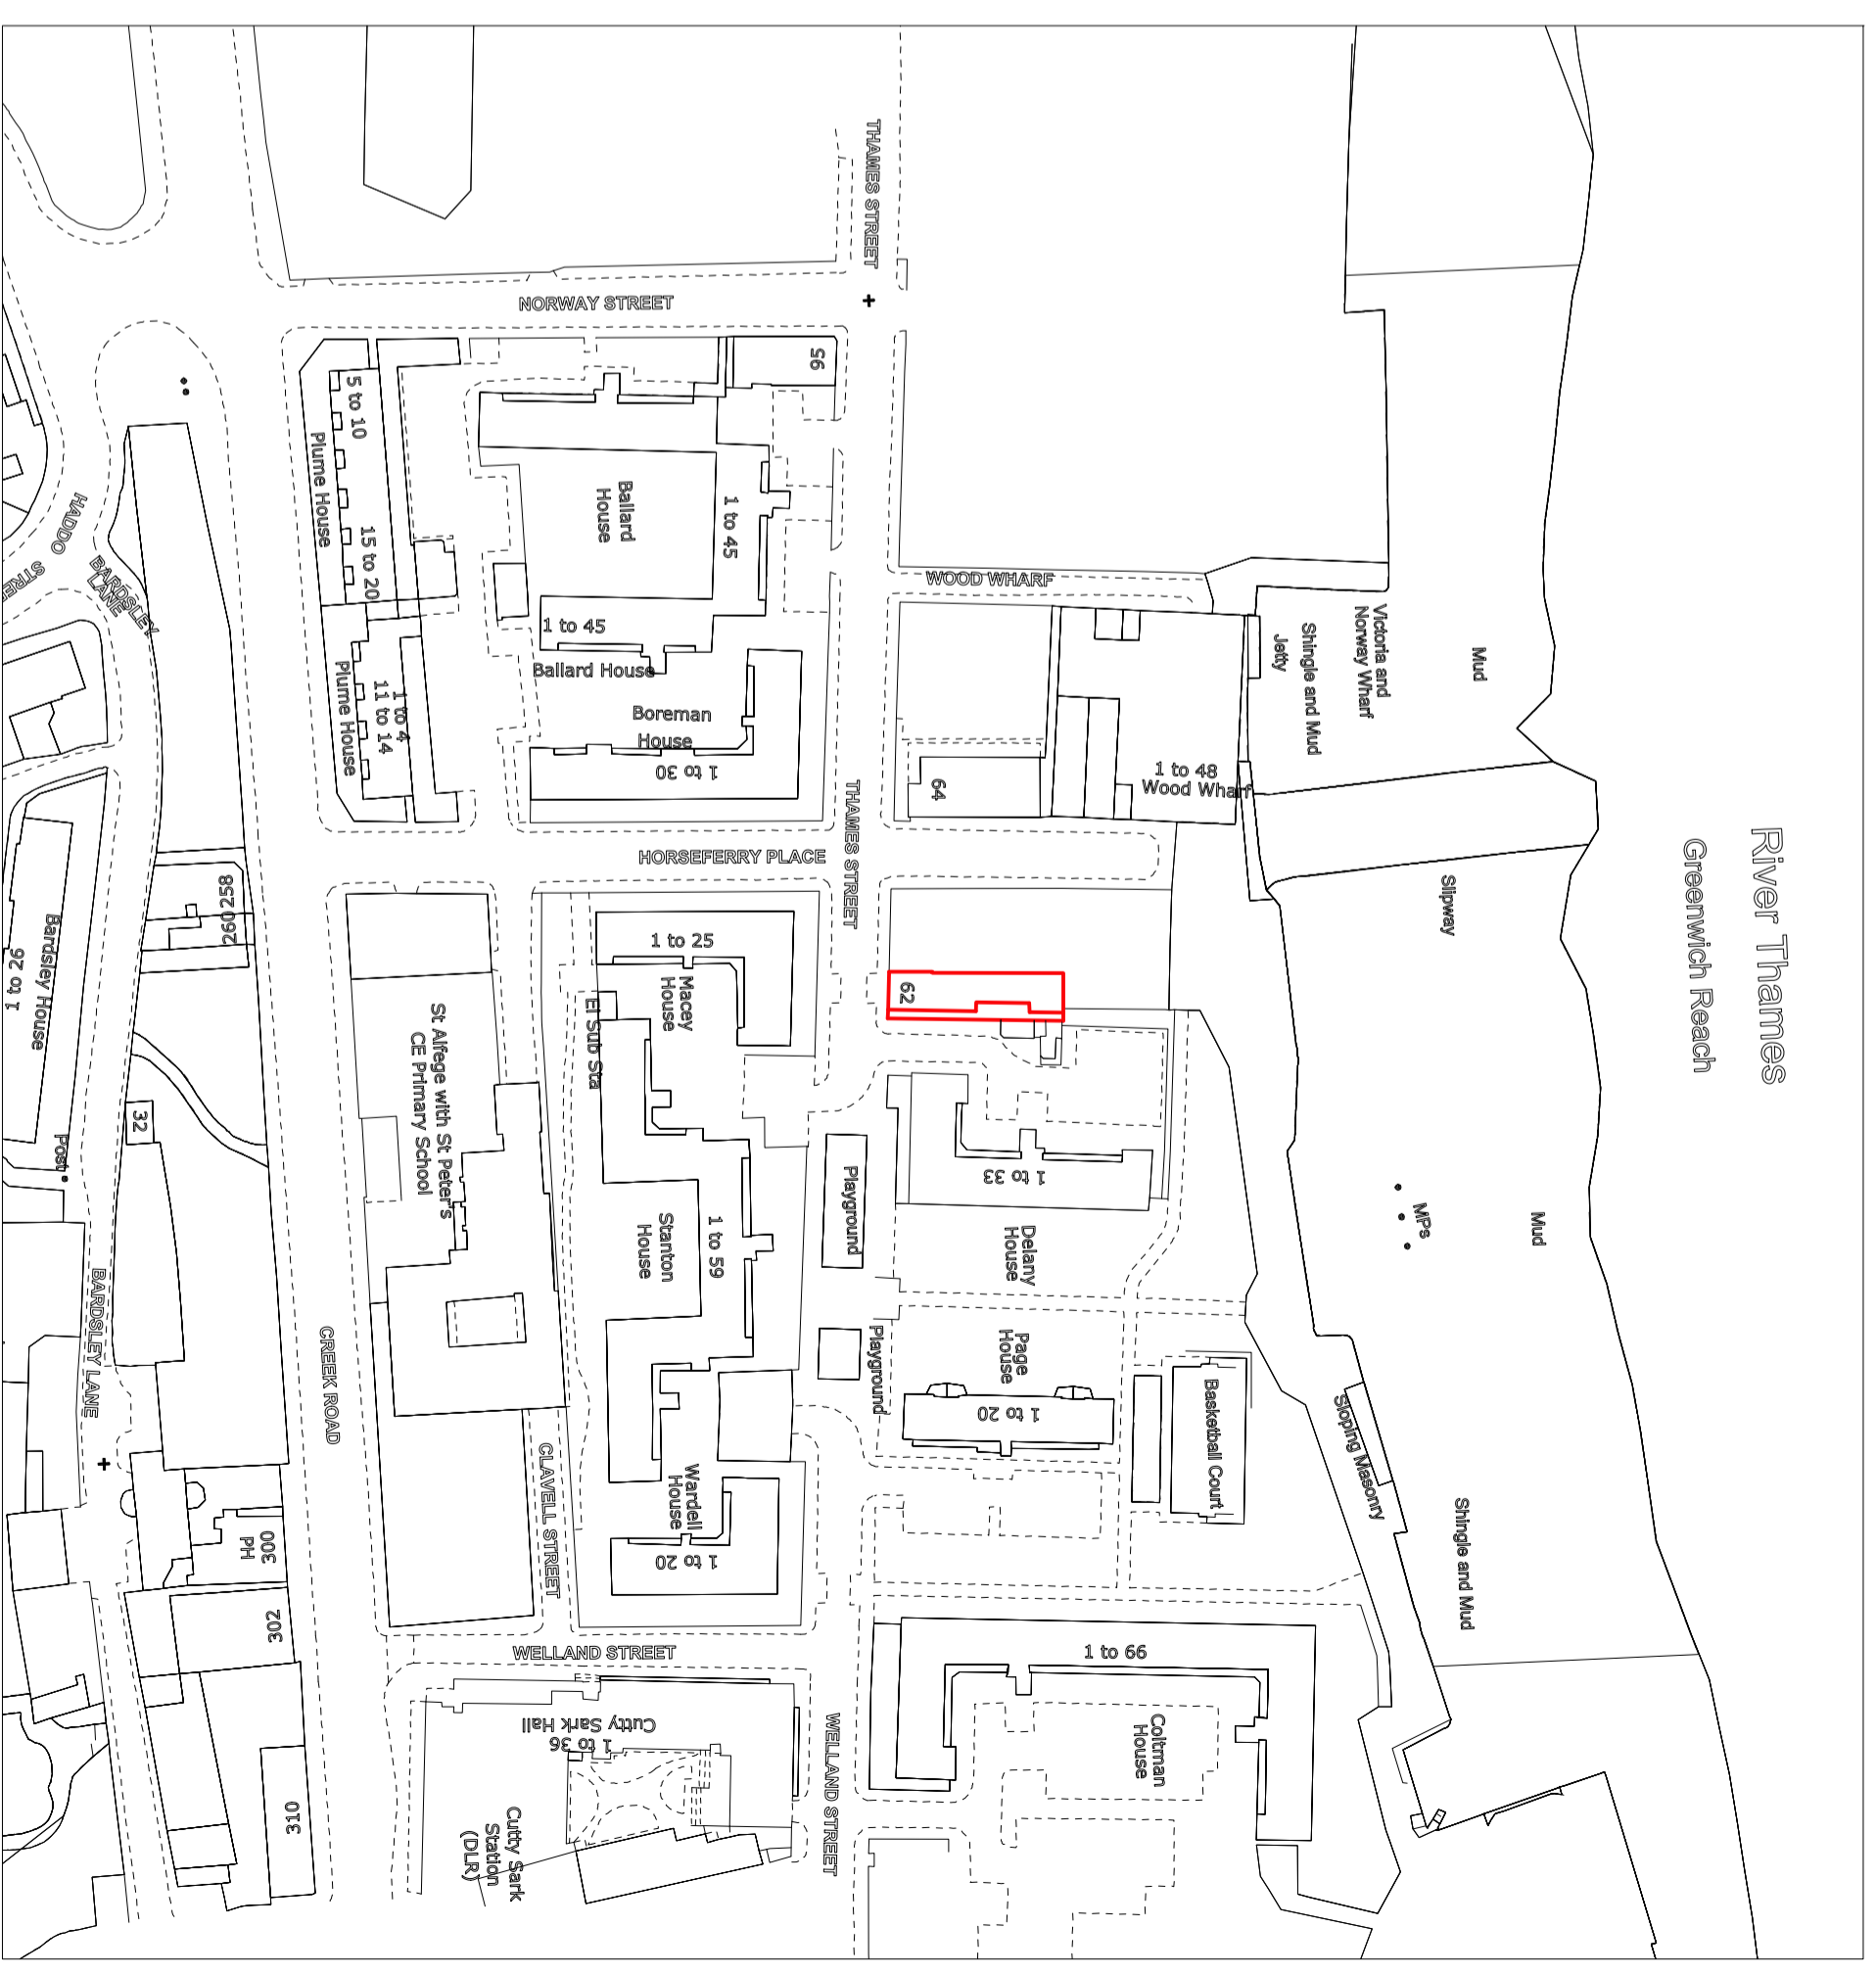 THAMES STREET
NORWAY STREET
56
5 to 10
Plume House
15 to 20
Ballard
House
1 to 45
1 to 45
Ballard House
Boreman
House
1 to 30
1 to 4
11 to 14
Plume House
HADDO
STREE
BARDSLEY
LANE
WOOD WHARF
Victoria and
Norway Wharf
Shingle and Mud
Jetty
Mud
1 to 48
Wood Wharf
64
HORSEFERRY PLACE
THAMES STREET
River Thames
Greenwich Reach
Slipway
260258
Bardsley House
1 to 26
1 to 25
Macey
House
El Sub Sta
62
St Alfege with St Peter's
CE Primary School
32
Post
1 to 33
Delany
House
Playground
Stanton
House
1 to 59
MPs
Mud
BARDSLEY LANE
CREEK ROAD
Playground
Page
House
1 to 20
Basketball Court
Sloping Masonry
Shingle and Mud
CLAVELL STREET
Wardell
House
1 to 20
300
PH
302
WELLAND STREET
1 to 66
Coltman
House
Cutty Sark Hall
1 to 36
WELLAND STREET
310
Cutty Sark
Station
(DLR)